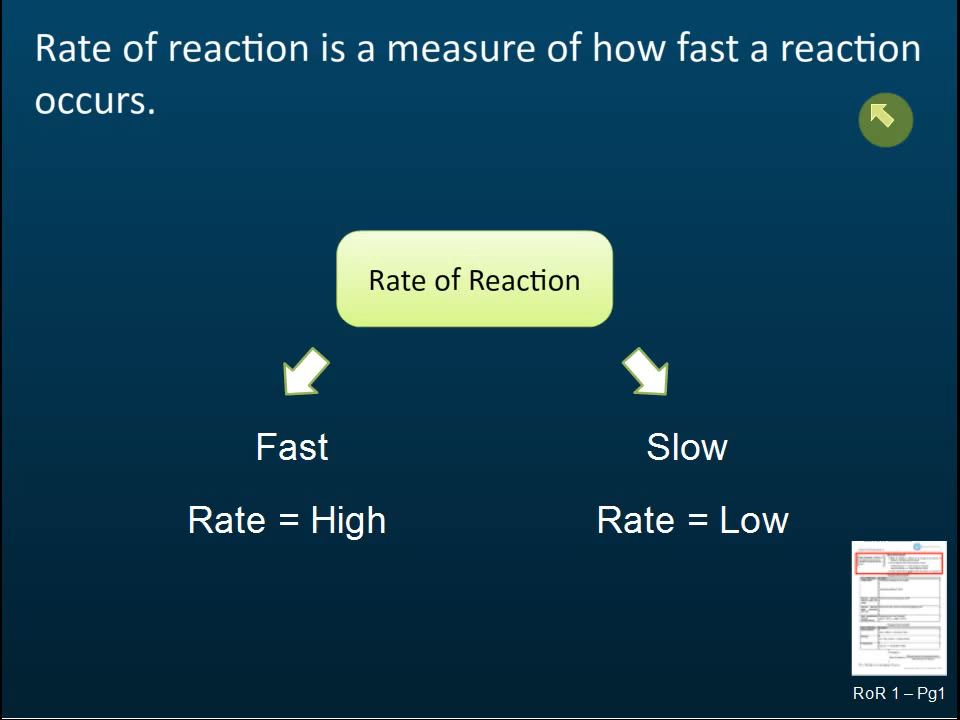 Rate of reaction is a measure of how fast a reaction
occurs.
Rate of Reaction
Fast
Slow
Rate = High
Rate = Low
RoR 1 – Pg1